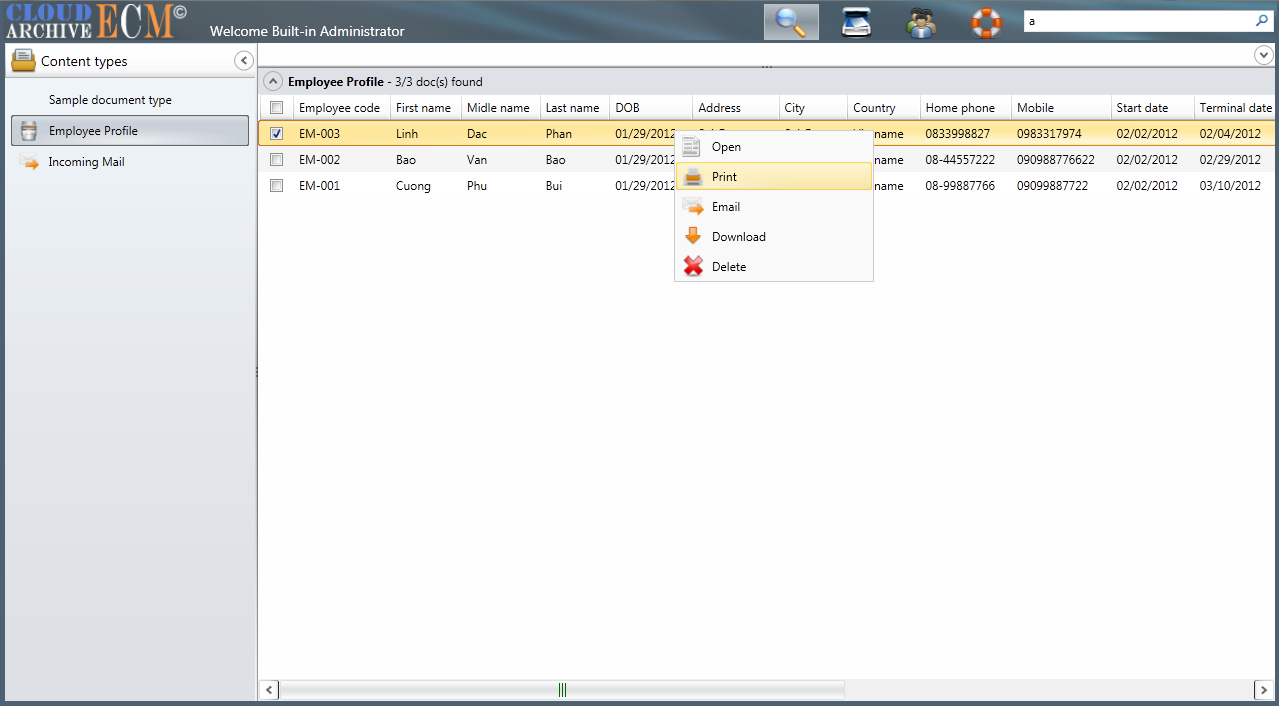 CLOUD
ARCHIVE ECM©
Welcome Built-in Administrator
a
Content types
Sample document type
Employee Profile
Incoming Mail
Employee Profile - 3/3 doc(s) found
Employee code First name Midle name Last name DOB Address City Country Home phone Mobile Start date Terminal date
EM-003 Linh Dac Phan 01/29/2012 name 0833998827 0983317974 02/02/2012 02/04/2012
EM-002 Bao Van Bao 01/29/2012 name 08-44557222 090988776622 02/02/2012 02/29/2012
EM-001 Cuong Phu Bui 01/29/2012 name 08-99887766 09099887722 02/02/2012 03/10/2012
Open
Print
Email
Download
Delete